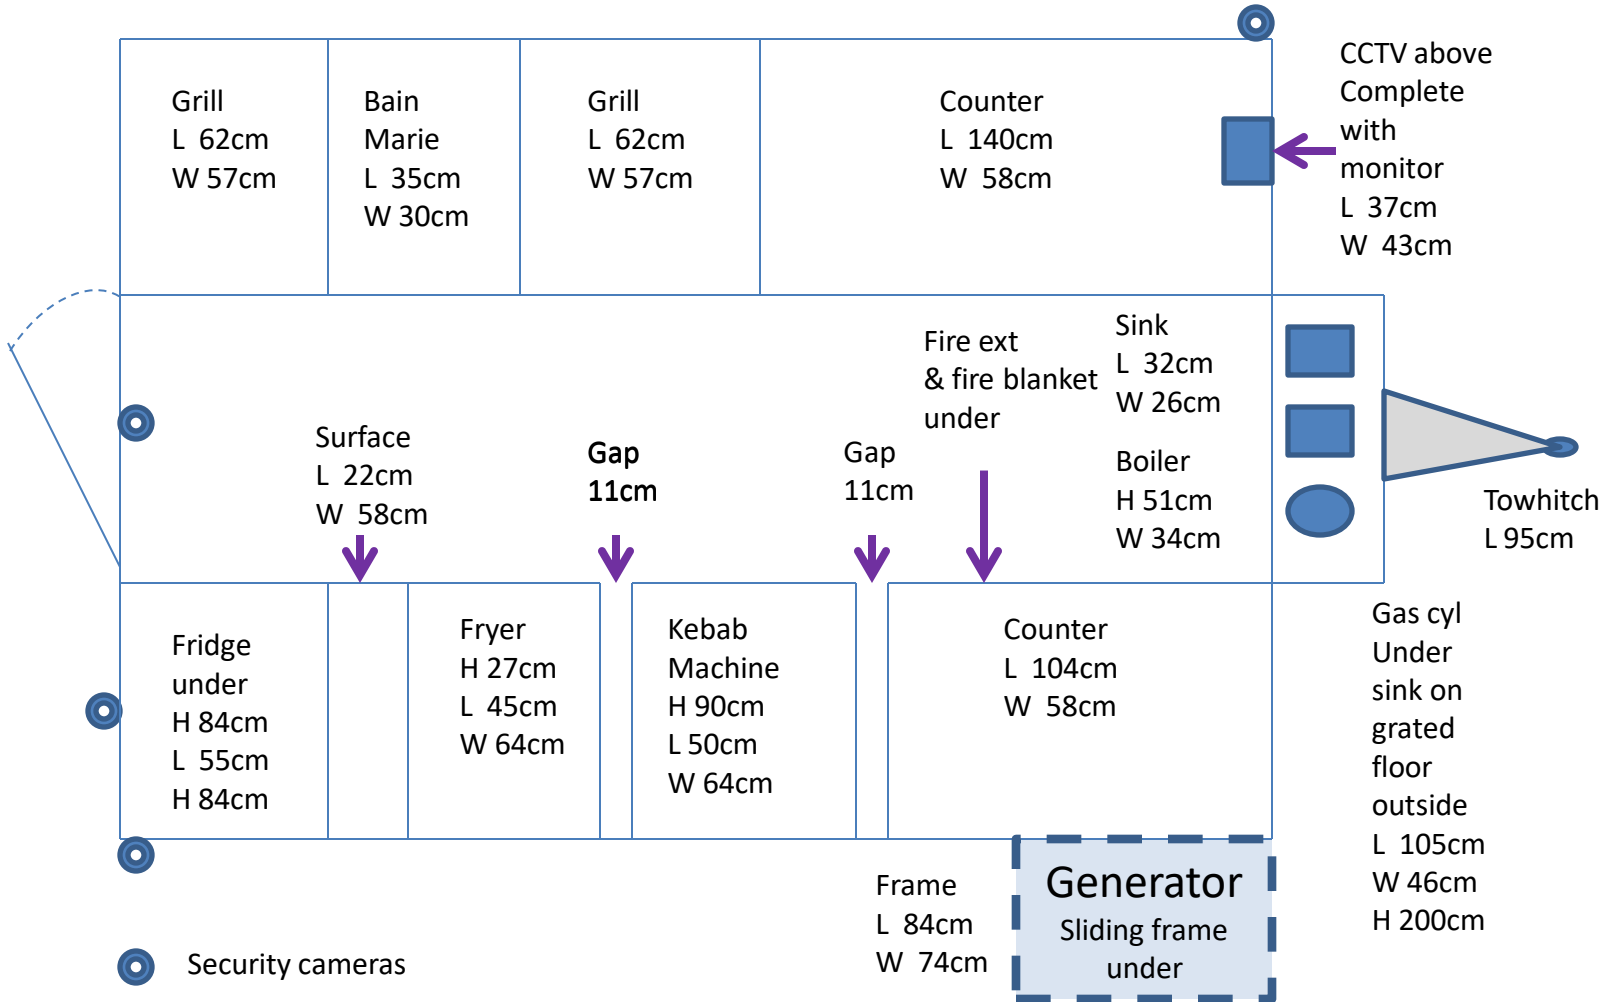 Grill
L  62cm
W 57cm
Bain
Marie
L  35cm
W 30cm
Grill
L  62cm
W 57cm
Counter
L  140cm
W  58cm
CCTV above
Complete
with
monitor
L  37cm
W  43cm
Sink
L  32cm
W 26cm
Fire ext
& fire blanket
under
Surface
L  22cm
W  58cm
Gap
11cm
Gap
11cm
Boiler
H 51cm
W 34cm
Towhitch
L 95cm
Fridge
under
H 84cm
L  55cm
H 84cm
Fryer
H 27cm
L  45cm
W 64cm
Kebab
Machine
H 90cm
L 50cm
W 64cm
Counter
L  104cm
W  58cm
Gas cyl
Under
sink on
grated
floor
outside
L  105cm
W 46cm
H 200cm
Frame
L  84cm
W  74cm
Generator
Sliding frame
under
Security cameras